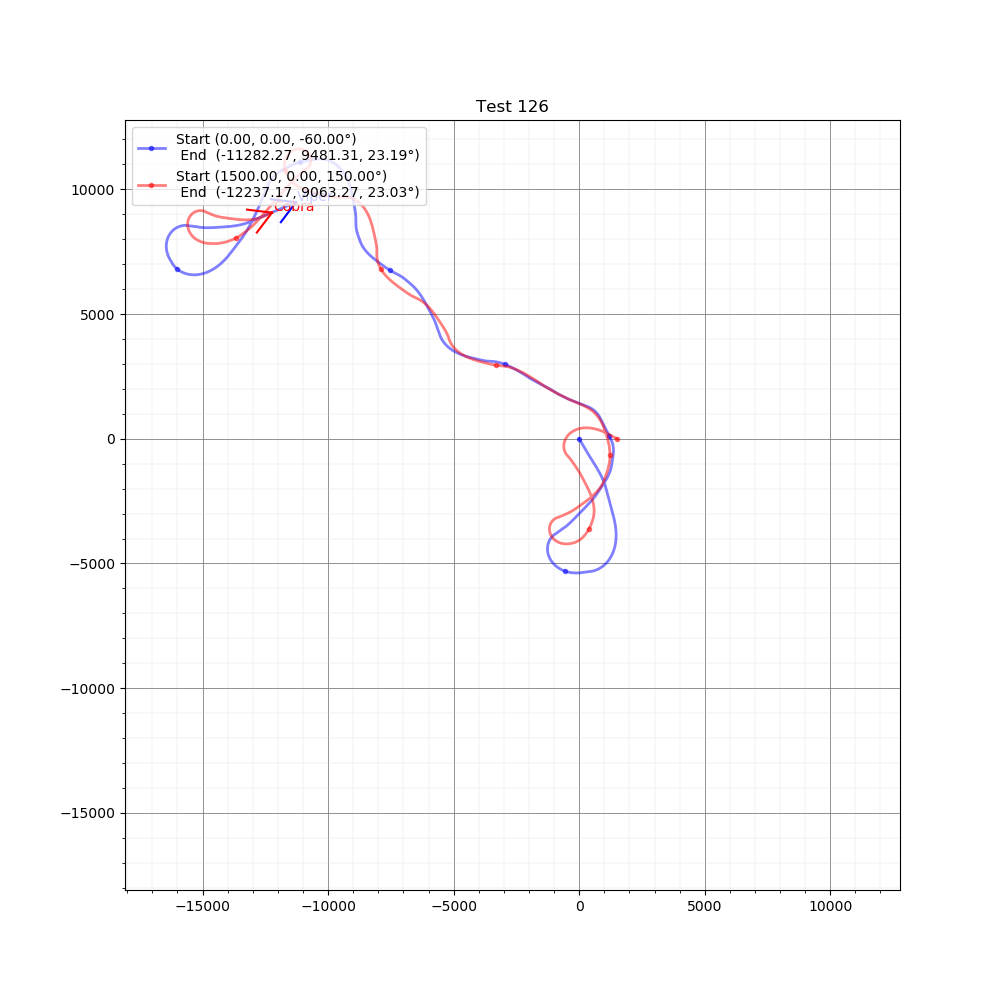 Test 126
Start (0.00, 0.00, -60.00°)
End (-11282.27, 9481.31, 23.19°)
Start (1500.00, 0.00, 150.00°)
End (-12237.17, 9063.27, 23.03°)
Viper
Cobra
10000
5000
0
−5000
−10000
−15000
−15000
−10000
−5000
0
5000
10000